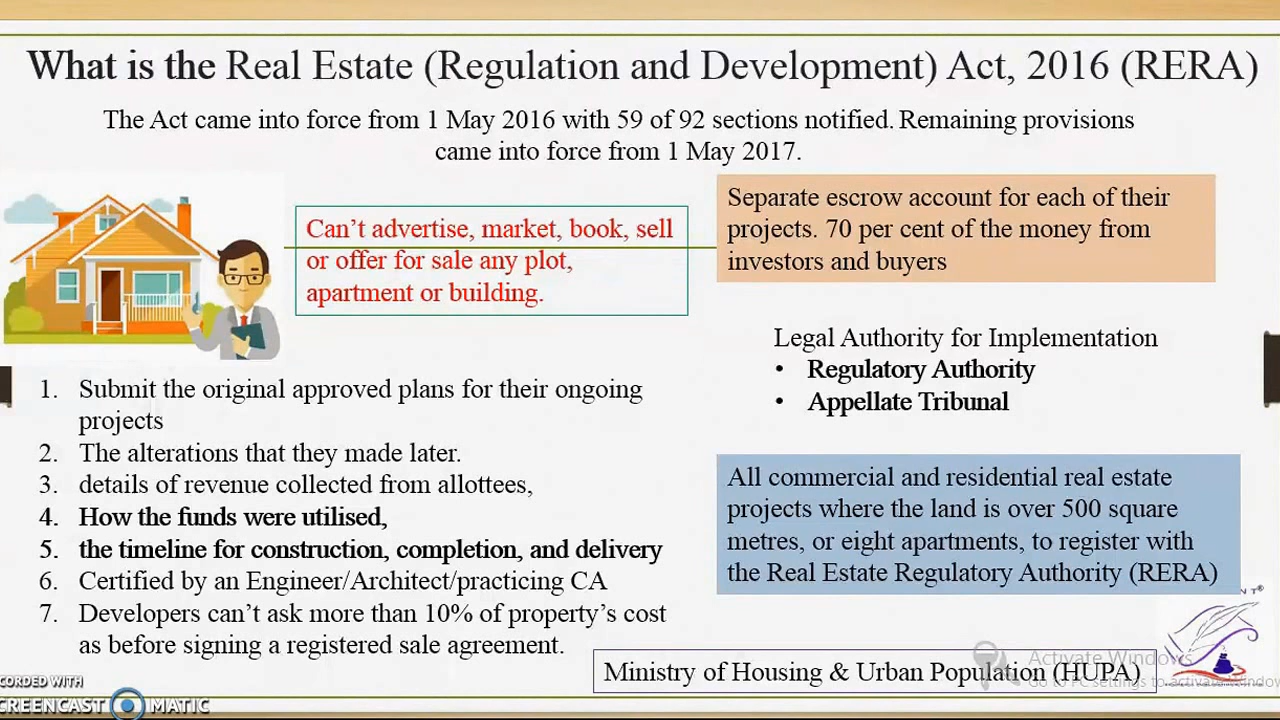 What is the Real Estate (Regulation and Development) Act, 2016 (RERA)
The Act came into force from 1 May 2016 with 59 of 92 sections notified. Remaining provisions
came into force from 1 May 2017.
Can't advertise, market, book, sell
or offer for sale any plot,
apartment or building.
Separate escrow account for each of their
projects. 70 per cent of the money from
investors and buyers
Legal Authority for Implementation
• Regulatory Authority
• Appellate Tribunal
1. Submit the original approved plans for their ongoing
projects
2. The alterations that they made later.
3. details of revenue collected from allottees,
4. How the funds were utilised,
5. the timeline for construction, completion, and delivery
6. Certified by an Engineer/Architect/practicing CA
7. Developers can't ask more than 10% of property's cost
as before signing a registered sale agreement.
All commercial and residential real estate
projects where the land is over 500 square
metres, or eight apartments, to register with
the Real Estate Regulatory Authority (RERA)
Ministry of Housing & Urban Population (HUPA)
Activate Windows
Go to PC settings to activate Windows
CORDED WITH
CREENCAST MATIC